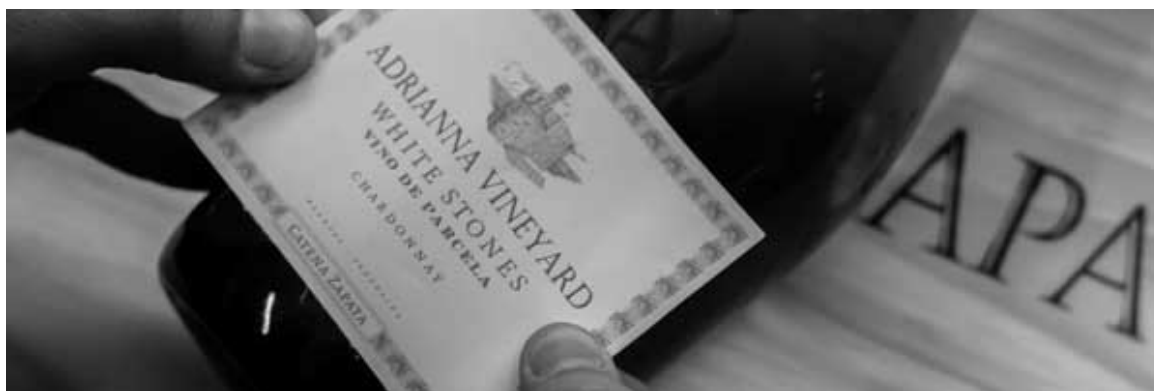 ADRIANNA VINEYARD
WHITE STONES
VINO DE PARCELA
CHARDONNAY
CATENA ZAPATA
APA